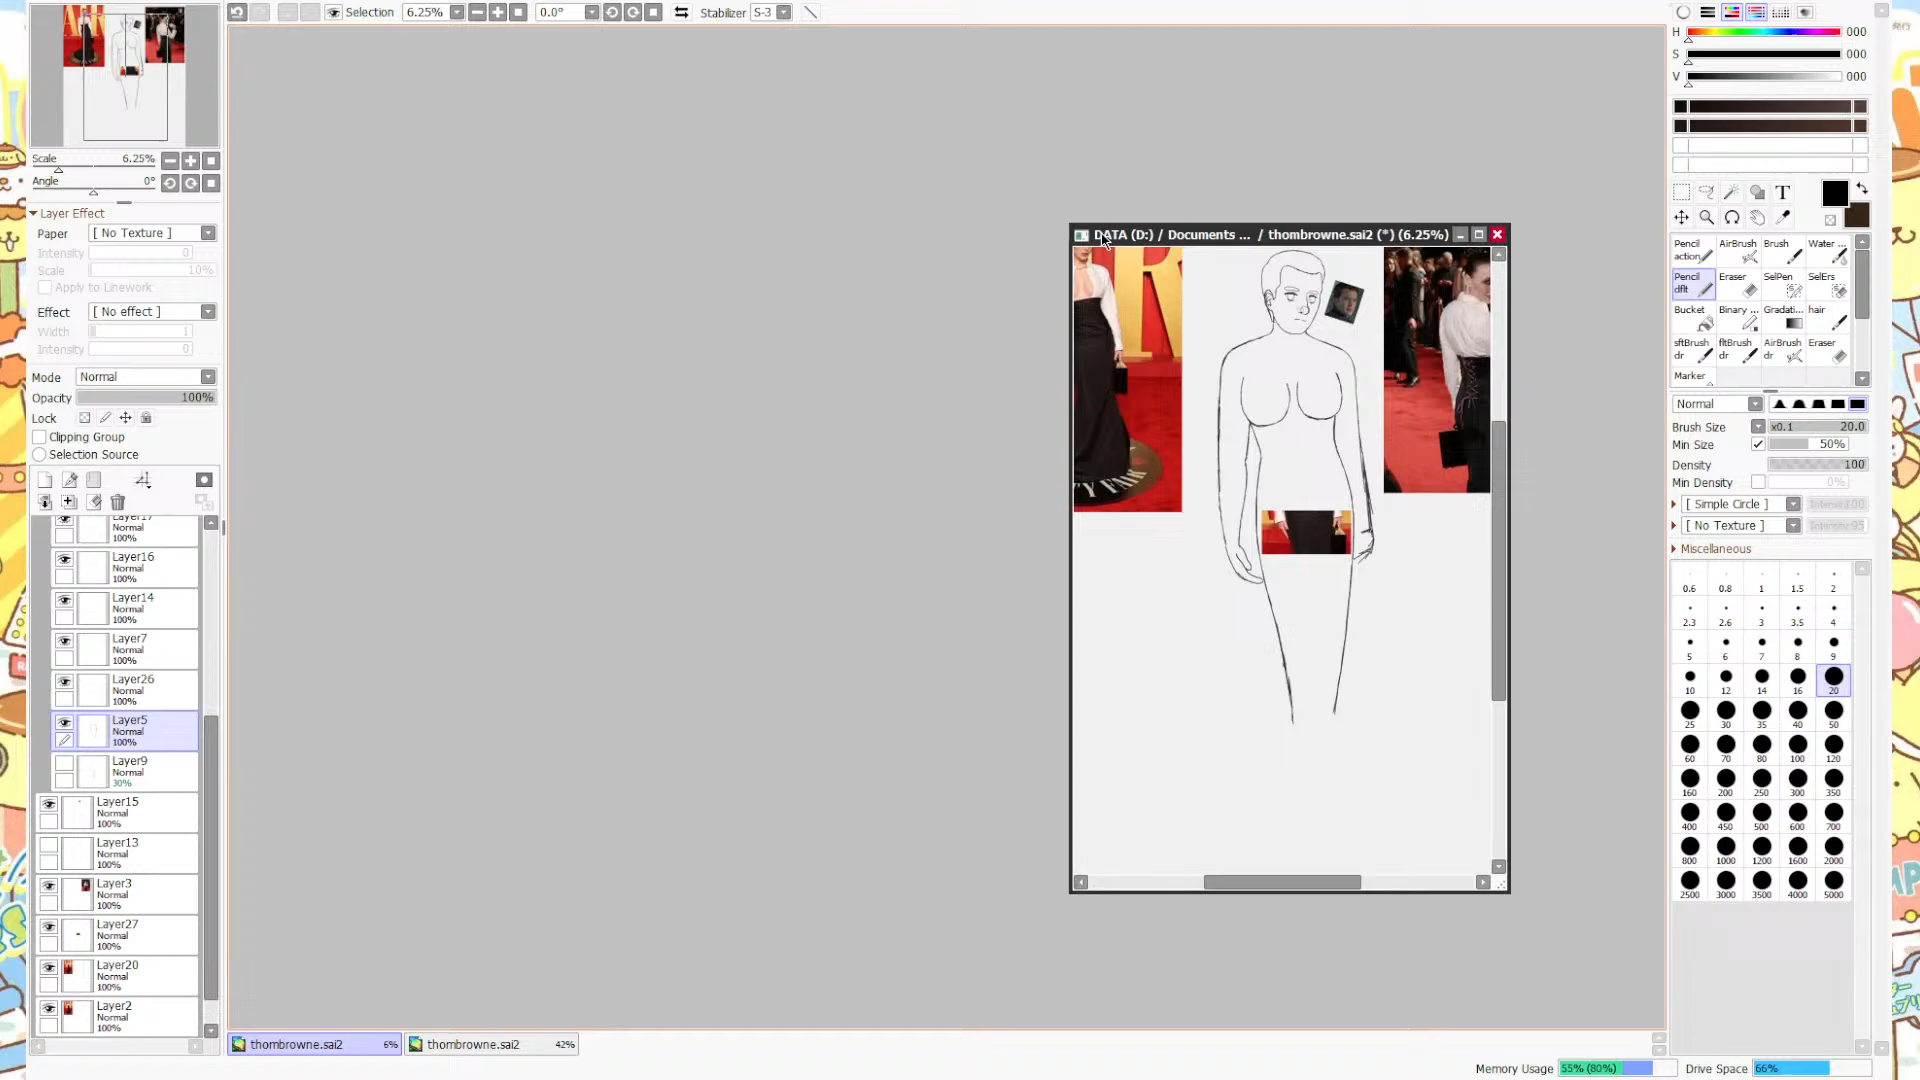 Selection 6.25% 0.0° Stabilizer S-3
Scale 6.25%
Angle 0°
Layer Effect
Paper [ No Texture ]
Intensity 0
Scale 10%
Apply to Linework
Effect [ No effect ]
Width 1
Intensity 0
Mode Normal
Opacity 100%
Lock
Clipping Group
Selection Source
Layer17
Normal
100%
Layer16
Normal
100%
Layer14
Normal
100%
Layer7
Normal
100%
Layer26
Normal
100%
Layer5
Normal
100%
Layer9
Normal
30%
Layer15
Normal
100%
Layer13
Normal
100%
Layer3
Normal
100%
Layer27
Normal
100%
Layer20
Normal
100%
Layer2
Normal
100%
DATA (D:) / Documents ... / thombrowne.sai2 (*) (6.25%)
TY FAIR
thombrowne.sai2 6%
thombrowne.sai2 42%
H 000
S 000
V 000
T
Pencil action AirBrush Brush Water ...
Pencil dflt Eraser SelPen SelErs
Bucket Binary ... Gradati... hair
sftBrush dr fltBrush dr AirBrush dr Eraser
Marker
Normal
Brush Size x0.1 20.0
Min Size 50%
Density 100
Min Density 0%
[ Simple Circle ]
[ No Texture ]
Miscellaneous
0.6 0.8 1 1.5 2
2.3 2.6 3 3.5 4
5 6 7 8 9
10 12 14 16 20
25 30 35 40 50
60 70 80 100 120
160 200 250 300 350
400 450 500 600 700
800 1000 1200 1600 2000
2500 3000 3500 4000 5000
Memory Usage 55% (80%) Drive Space 66%